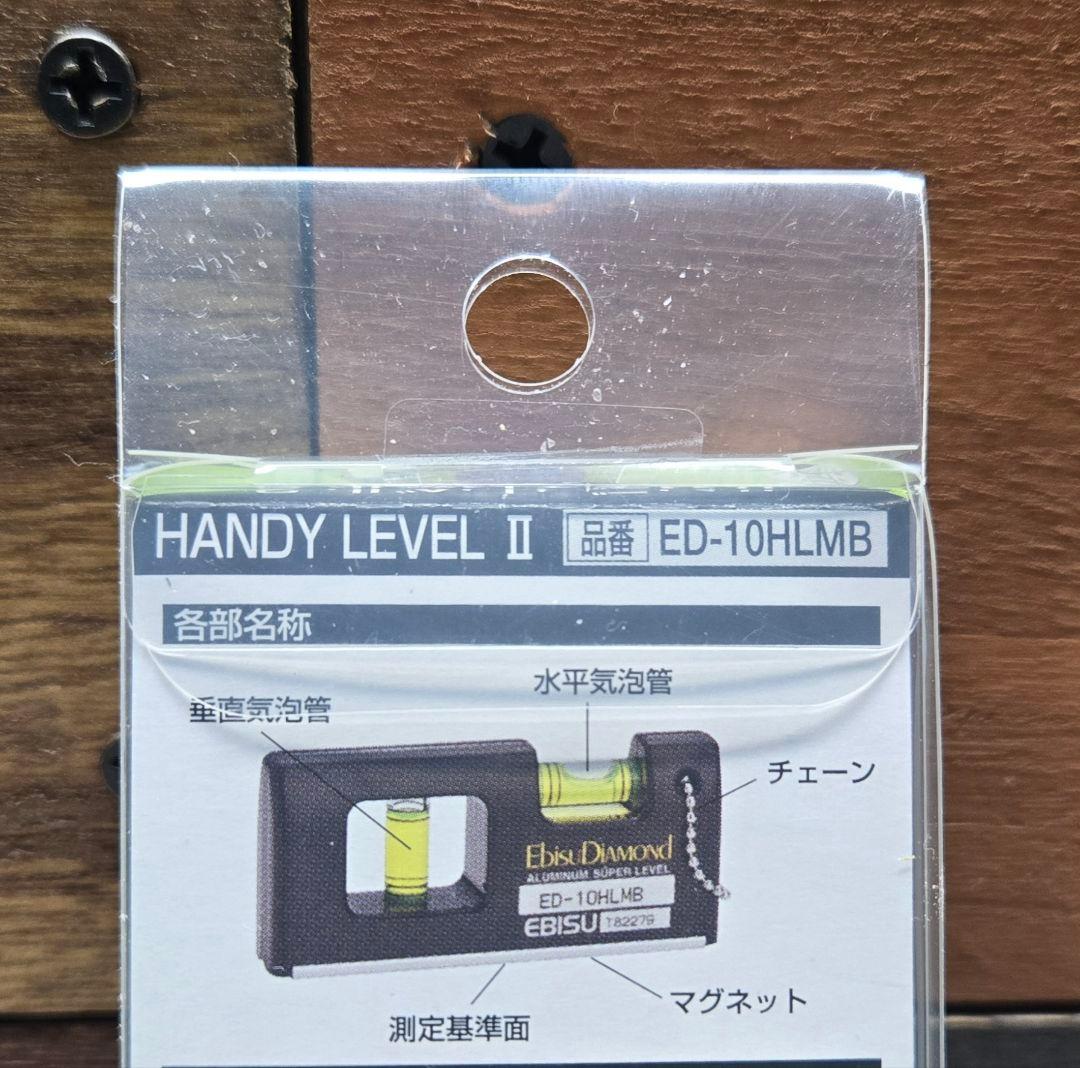 HANDY LEVEL Ⅱ 品番 ED-10HLMB
各部名称
水平気泡管
垂直気泡管
チェーン
EBISUDIAMOND
ALUMINUM SUPER LEVEL
ED-10HLMB
EBISU T82279
マグネット
測定基準面